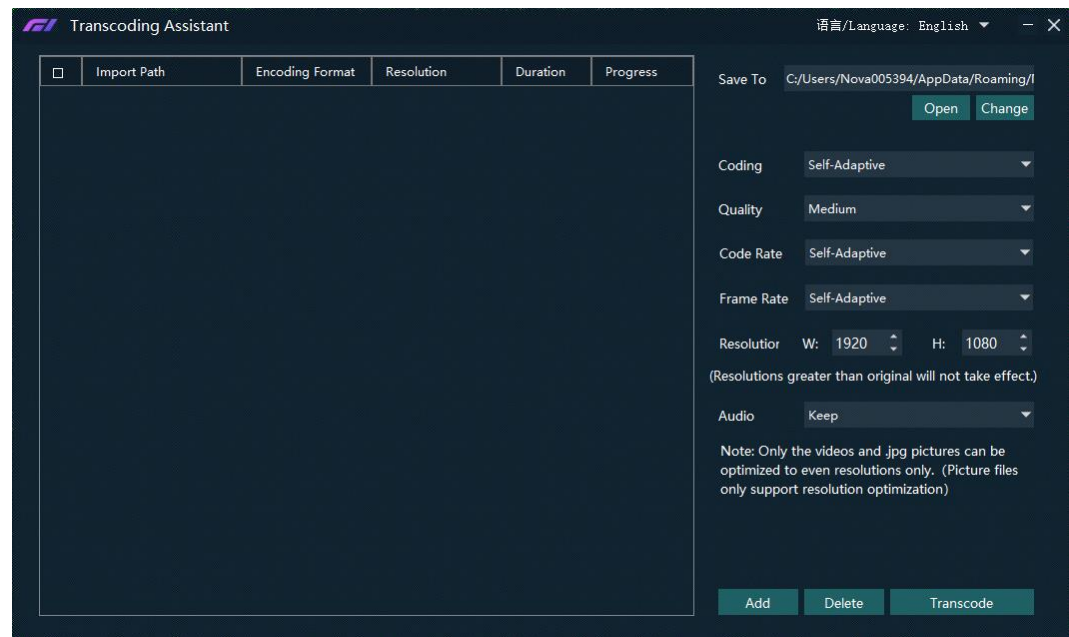 Transcoding Assistant
语言/Language: English
Import Path
Encoding Format
Resolution
Duration
Progress
Save To
C:/Users/Nova005394/AppData/Roaming/
Open
Change
Coding
Self-Adaptive
Quality
Medium
Code Rate
Self-Adaptive
Frame Rate
Self-Adaptive
Resolutior
W: 1920
H: 1080
(Resolutions greater than original will not take effect.)
Audio
Keep
Note: Only the videos and .jpg pictures can be
optimized to even resolutions only. (Picture files
only support resolution optimization)
Add
Delete
Transcode